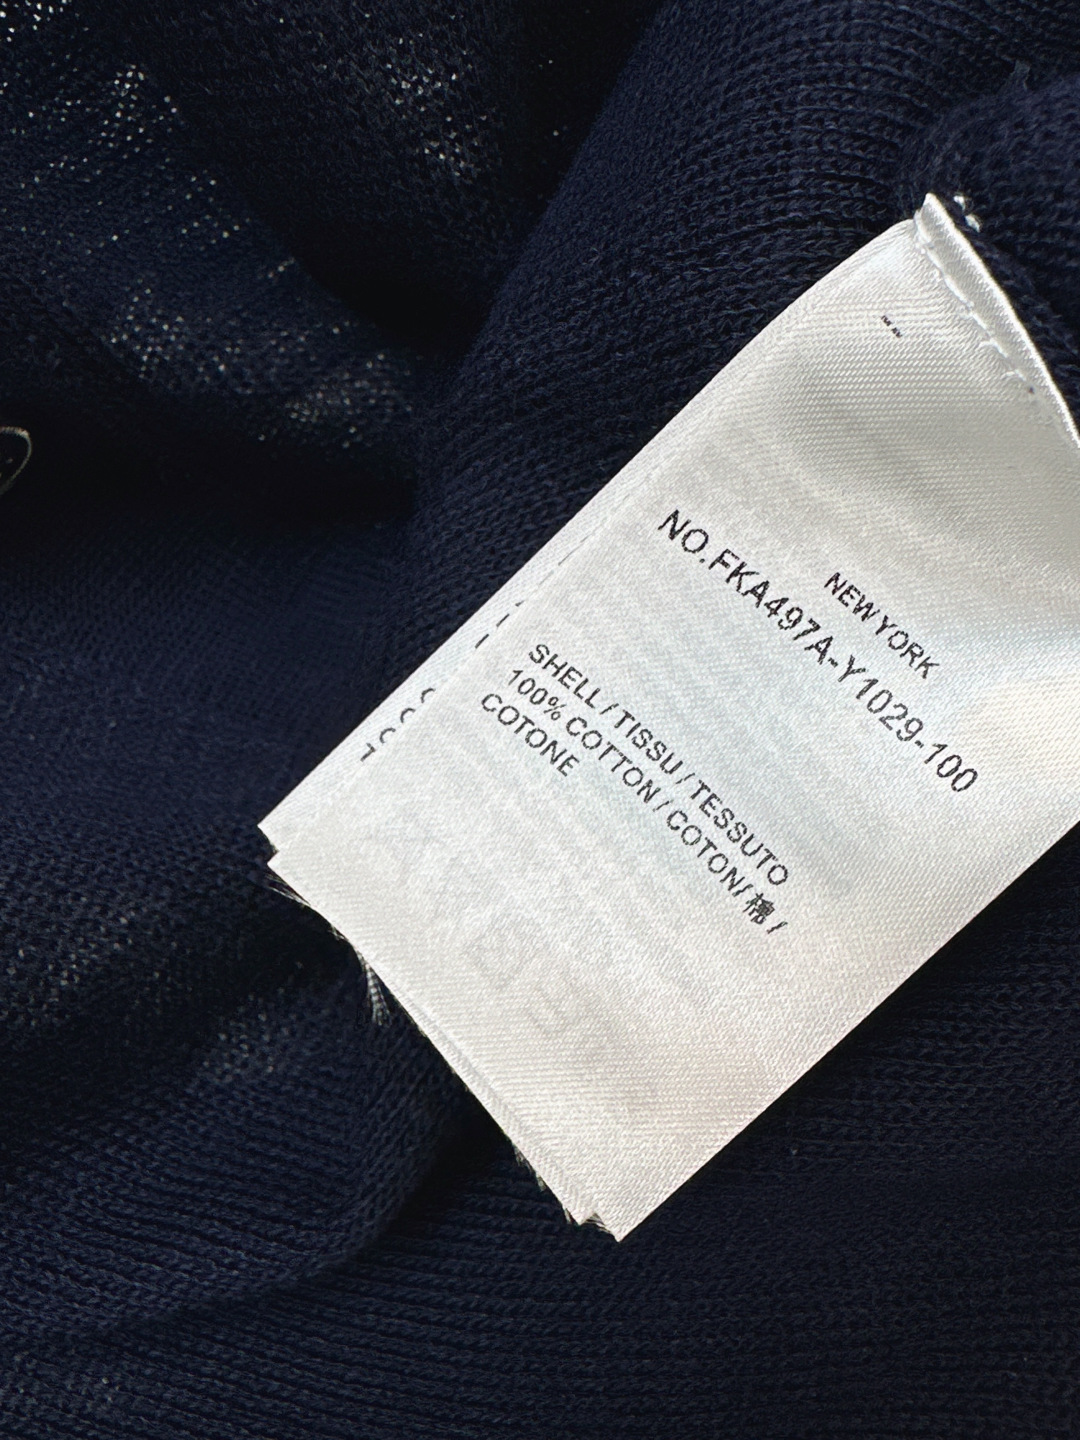 NEW YORK
NO.FKA497A-Y1029-100
SHELL / TISSU / TESSUTO
100% COTTON / COTON/ 棉 /
COTONE